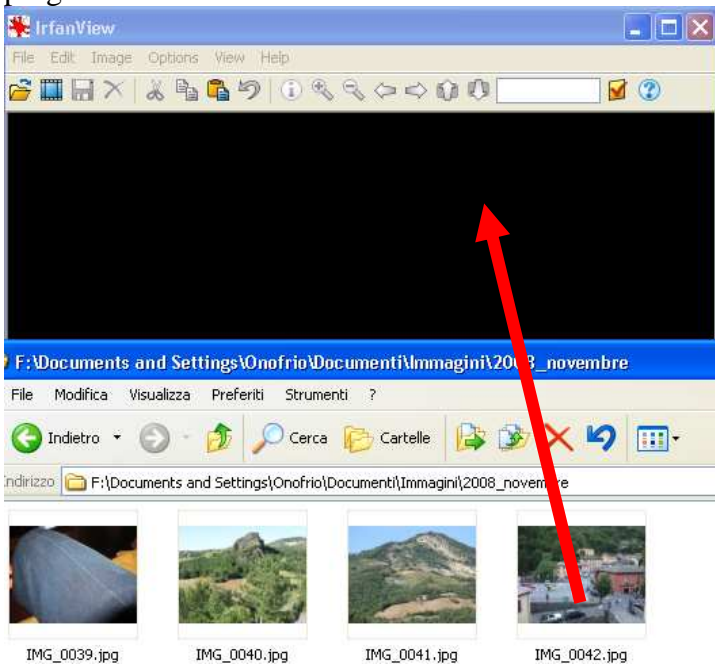 IrfanView
File Edit Image Options View Help
F:\Documents and Settings\Onofrio\Documenti\Immagini\2008_novembre
File Modifica Visualizza Preferiti Strumenti ?
Indietro Cerca Cartelle
F:\Documents and Settings\Onofrio\Documenti\Immagini\2008_novembre
IMG_0039.jpg IMG_0040.jpg IMG_0041.jpg IMG_0042.jpg